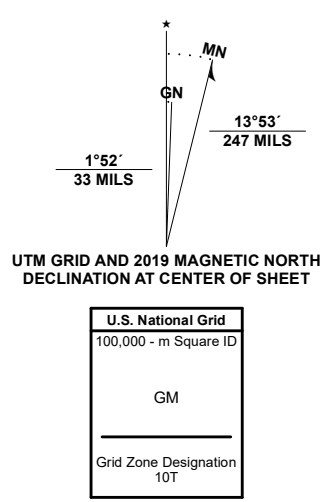 ★
MN
GN
13°53´
247 MILS
1°52´
33 MILS
UTM GRID AND 2019 MAGNETIC NORTH
DECLINATION AT CENTER OF SHEET
U.S. National Grid
100,000 - m Square ID
GM
Grid Zone Designation
10T